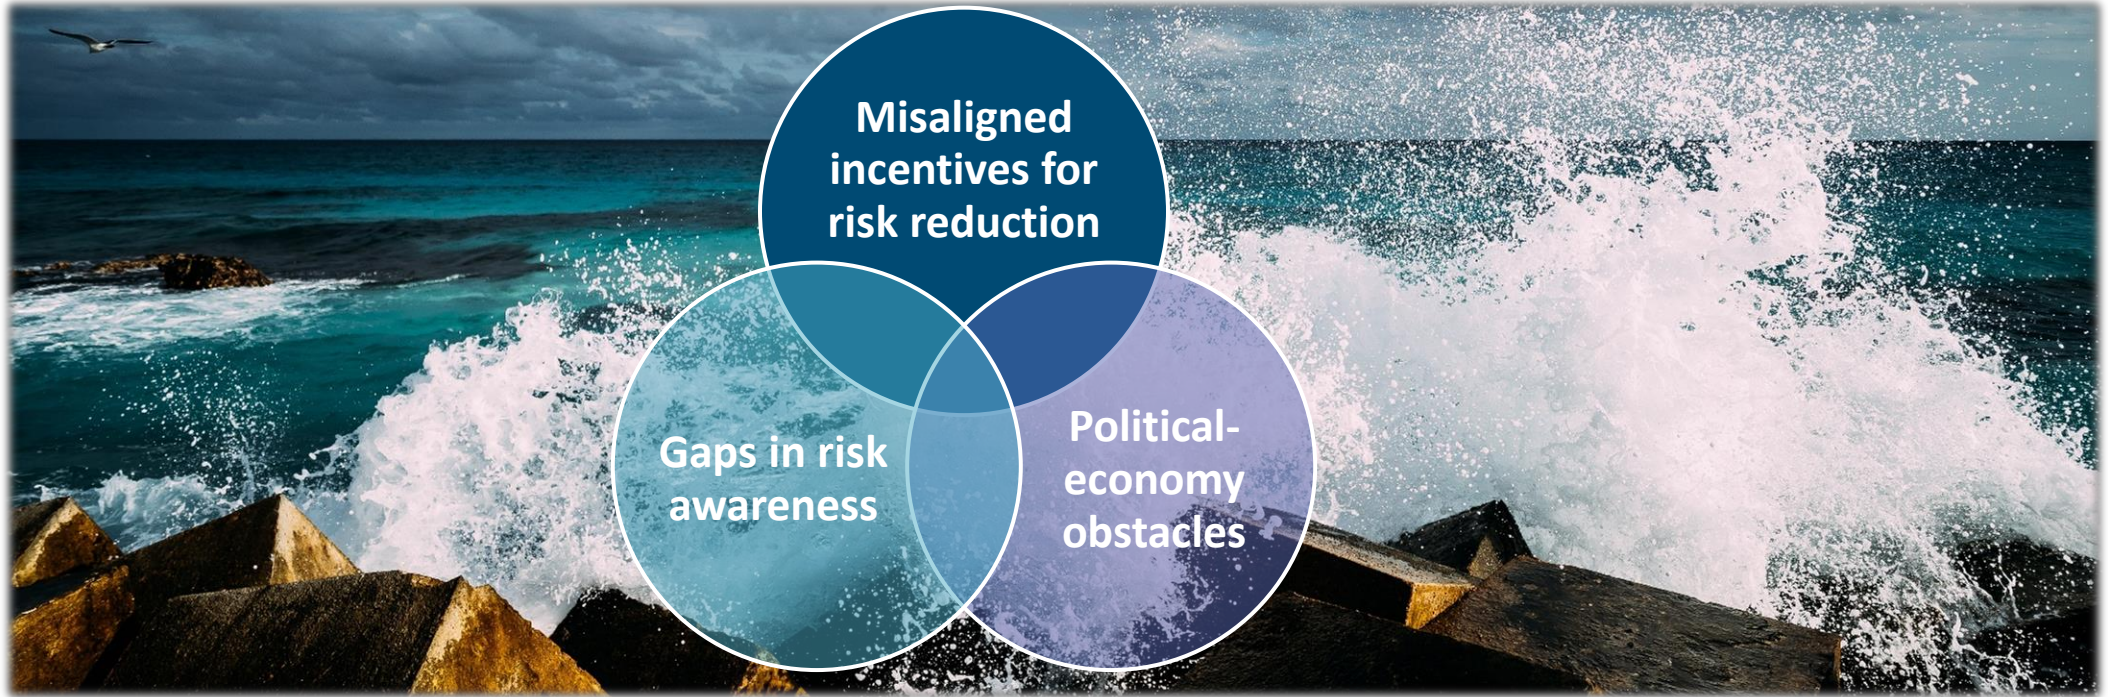 Misaligned
incentives for
risk reduction
Gaps in risk
awareness
Political-
economy
obstacles